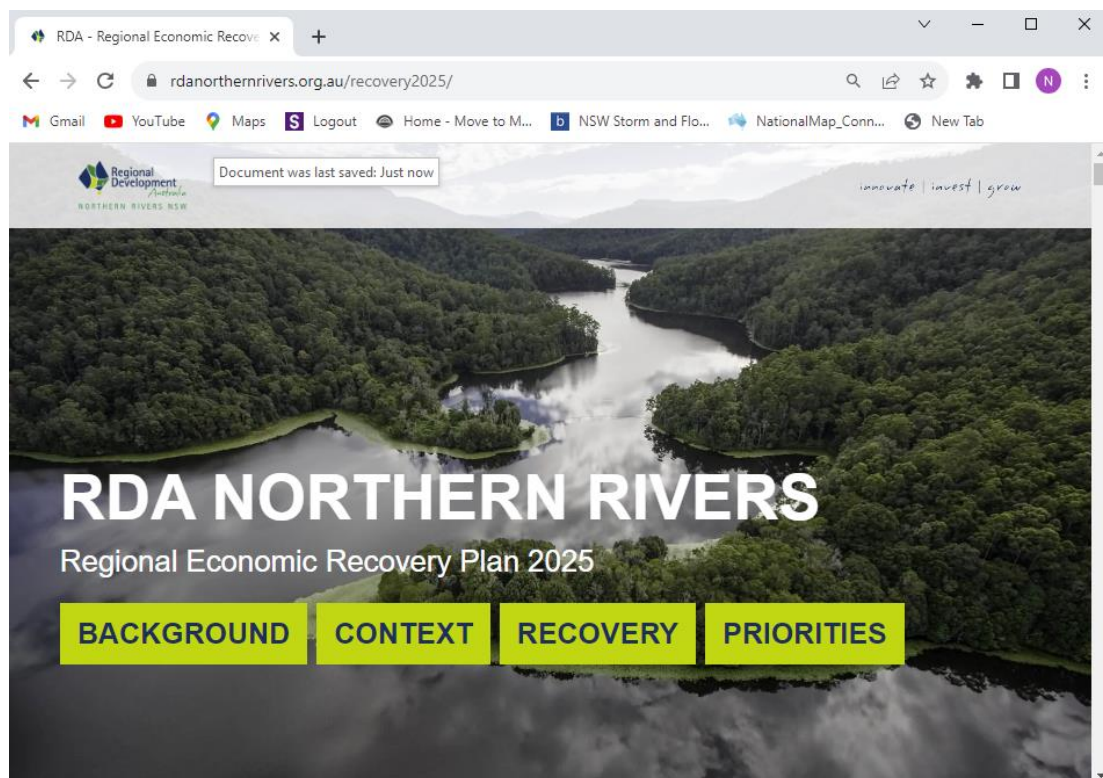 RDA - Regional Economic Recove
rdanorthernrivers.org.au/recovery2025/
N
Gmail
YouTube
Maps
S
Logout
Home - Move to M...
b
NSW Storm and Flo...
NationalMap_Conn...
New Tab
Regional
Development
Australia
NORTHERN RIVERS NSW
Document was last saved: Just now
innovate | invest | grow
RDA NORTHERN RIVERS
Regional Economic Recovery Plan 2025
BACKGROUND
CONTEXT
RECOVERY
PRIORITIES